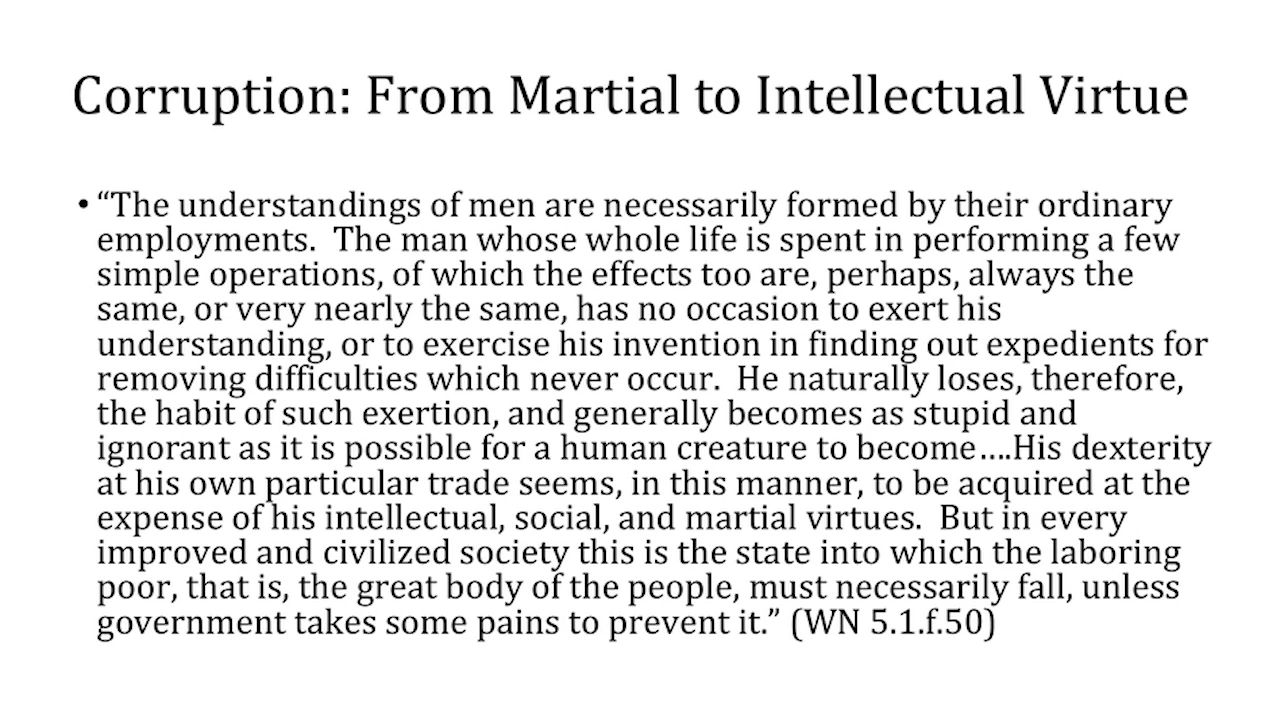 Corruption: From Martial to Intellectual Virtue
• “The understandings of men are necessarily formed by their ordinary
employments.  The man whose whole life is spent in performing a few
simple operations, of which the effects too are, perhaps, always the
same, or very nearly the same, has no occasion to exert his
understanding, or to exercise his invention in finding out expedients for
removing difficulties which never occur.  He naturally loses, therefore,
the habit of such exertion, and generally becomes as stupid and
ignorant as it is possible for a human creature to become….His dexterity
at his own particular trade seems, in this manner, to be acquired at the
expense of his intellectual, social, and martial virtues.  But in every
improved and civilized society this is the state into which the laboring
poor, that is, the great body of the people, must necessarily fall, unless
government takes some pains to prevent it.” (WN 5.1.f.50)